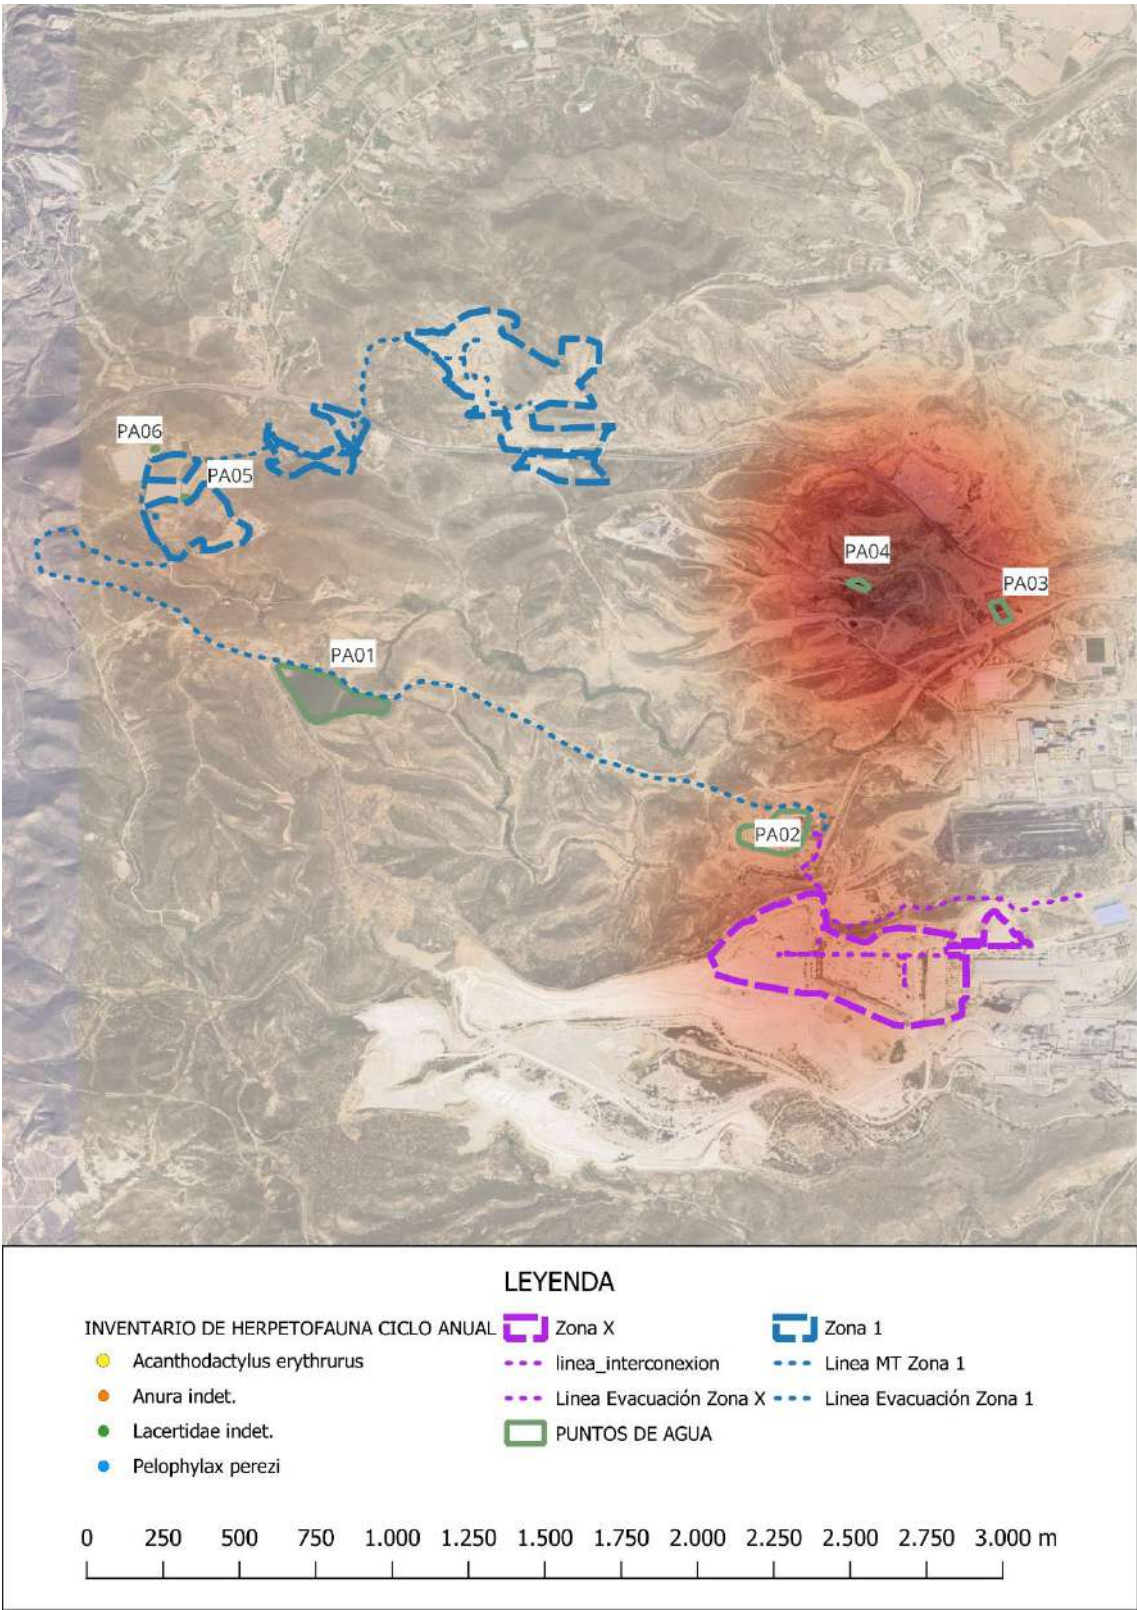 PA06
PA05
PA04
PA03
PA01
PA02
LEYENDA
INVENTARIO DE HERPETOFAUNA CICLO ANUAL
Acanthodactylus erythrurus
Anura indet.
Lacertidae indet.
Pelophylax perezi
Zona X
linea_interconexion
Linea Evacuación Zona X
PUNTOS DE AGUA
Zona 1
Linea MT Zona 1
Linea Evacuación Zona 1
0 250 500 750 1.000 1.250 1.500 1.750 2.000 2.250 2.500 2.750 3.000 m